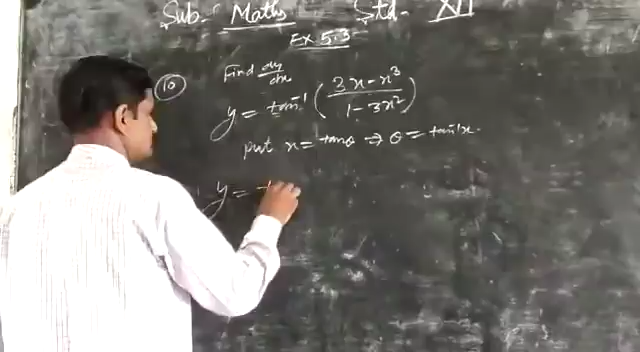 Sub- Maths Std- XII
EX 5.3
(10) Find dy/dx
y = tan⁻¹ ( 3x - x³ / 1 - 3x² )
put x = tanθ ⇒ θ = tan⁻¹x.
y = t